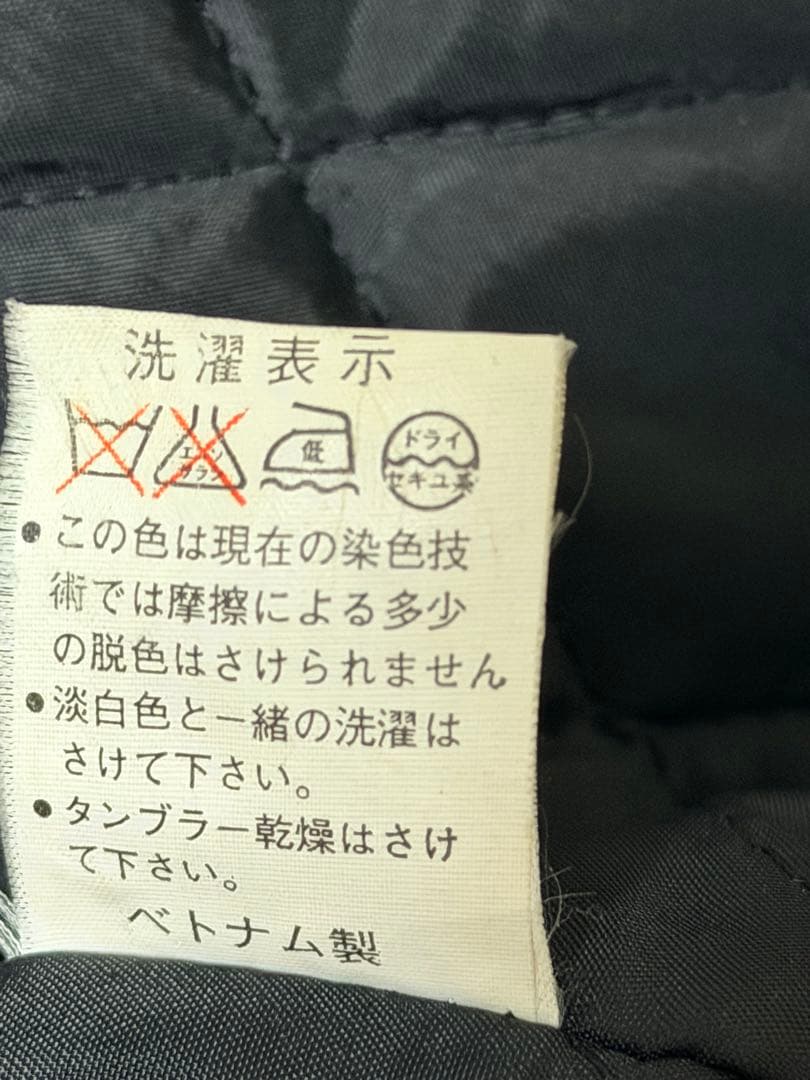 洗濯表示
エンソ
サラシ
低
ドライ
セキユ系
●この色は現在の染色技
術では摩擦による多少
の脱色はさけられません
●淡白色と一緒の洗濯は
さけて下さい。
●タンブラー乾燥はさけ
て下さい。
ベトナム製